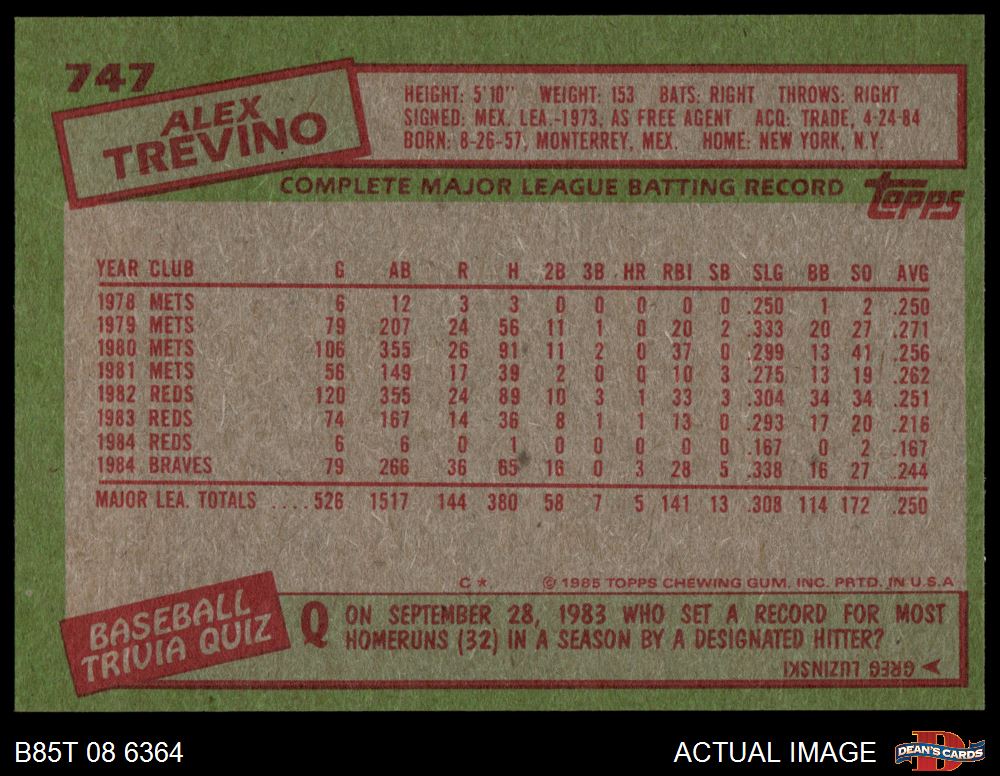 747
ALEX
TREVINO
HEIGHT: 5'10" WEIGHT: 153 BATS: RIGHT THROWS: RIGHT
SIGNED: MEX. LEA.-1973, AS FREE AGENT ACQ: TRADE, 4-24-84
BORN: 8-26-57, MONTERREY, MEX. HOME: NEW YORK, N.Y.
COMPLETE MAJOR LEAGUE BATTING RECORD
topps
YEAR CLUB G AB R H 2B 3B HR RBI SB SLG BB SO AVG
1978 METS 6 12 3 3 0 0 0 0 0 .250 1 2 .250
1979 METS 79 207 24 56 11 1 0 20 2 .333 20 27 .271
1980 METS 106 355 26 91 11 2 0 37 0 .299 13 41 .256
1981 METS 56 149 17 39 2 0 0 10 3 .275 13 19 .262
1982 REDS 120 355 24 89 10 3 1 33 3 .304 34 34 .251
1983 REDS 74 167 14 36 8 1 1 13 0 .293 17 20 .216
1984 REDS 6 6 0 1 0 0 0 0 0 .167 0 2 .167
1984 BRAVES 79 266 36 65 16 0 3 28 5 .338 16 27 .244
MAJOR LEA. TOTALS ....526 1517 144 380 58 7 5 141 13 .308 114 172 .250
C* © 1985 TOPPS CHEWING GUM, INC. PRTD. IN U.S.A
BASEBALL
TRIVIA QUIZ
Q ON SEPTEMBER 28, 1983 WHO SET A RECORD FOR MOST
HOMERUNS (32) IN A SEASON BY A DESIGNATED HITTER?
GREG LUZINSKI
B85T 08 6364
ACTUAL IMAGE
DEAN'S CARDS